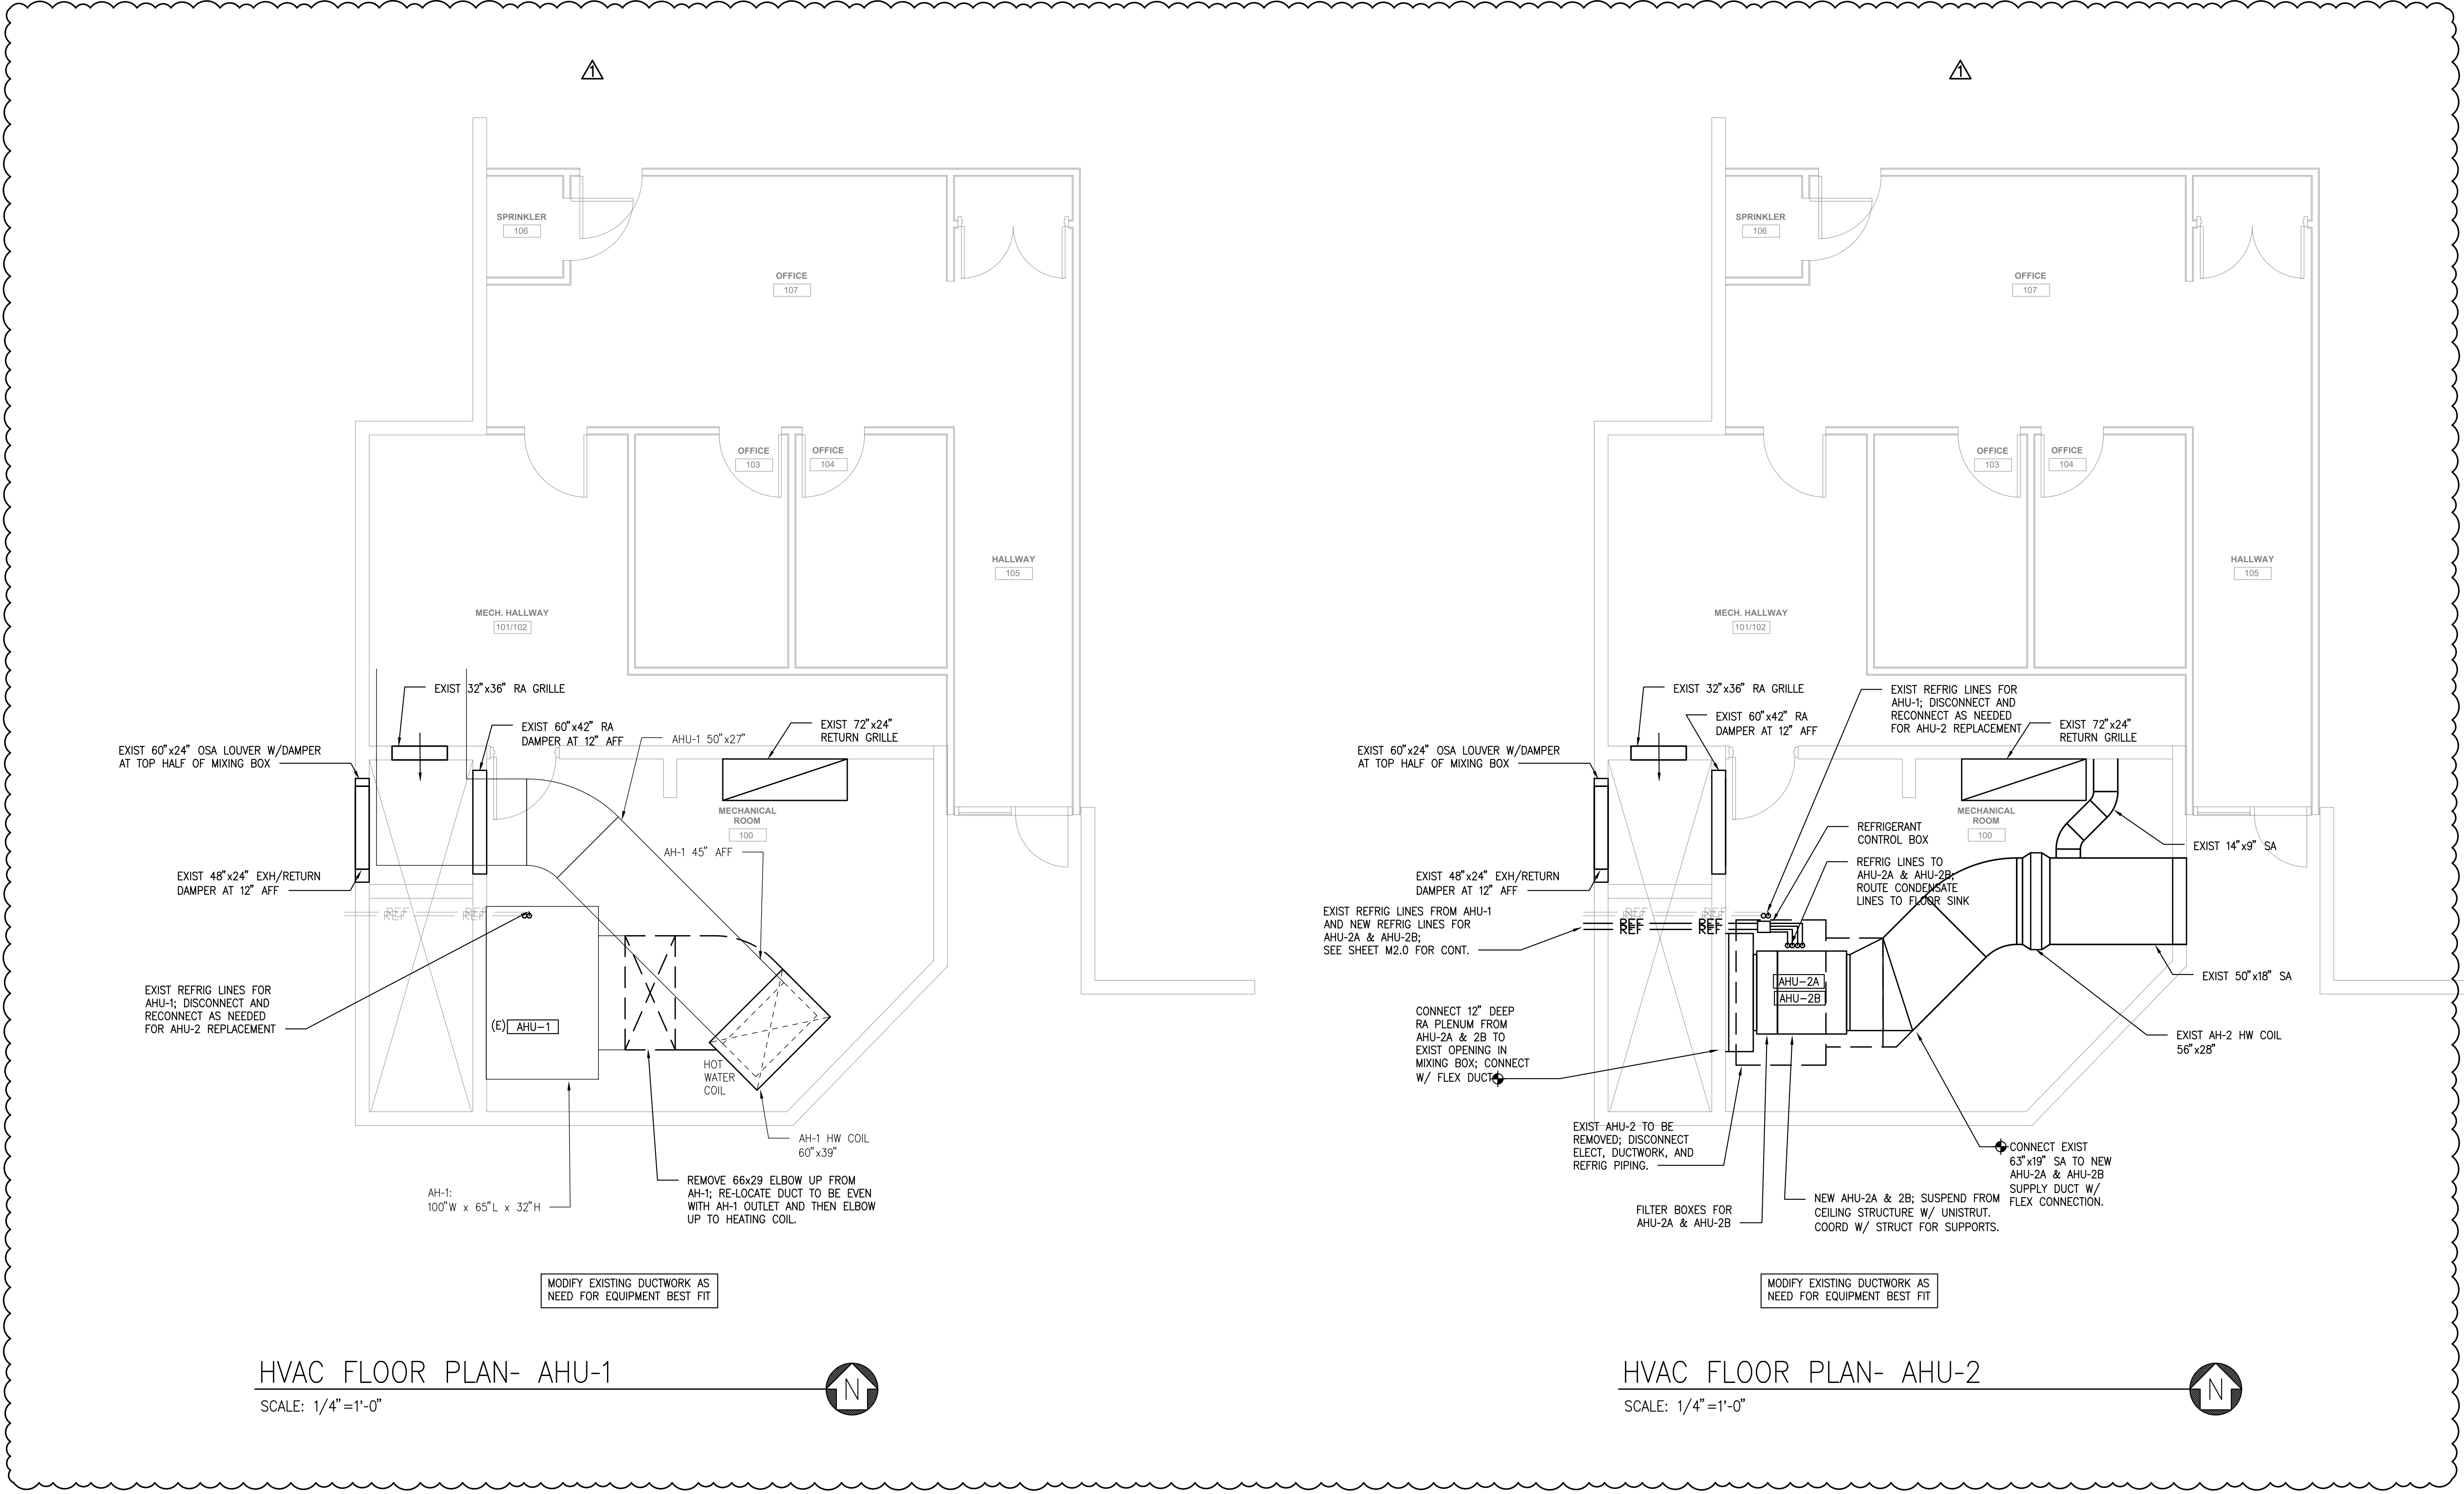 1
SPRINKLER
106
OFFICE
107
OFFICE
103
OFFICE
104
HALLWAY
105
MECH. HALLWAY
101/102
EXIST 32"x36" RA GRILLE
EXIST 60"x42" RA
DAMPER AT 12" AFF
AHU-1 50"x27"
EXIST 72"x24"
RETURN GRILLE
EXIST 60"x24" OSA LOUVER W/DAMPER
AT TOP HALF OF MIXING BOX
MECHANICAL
ROOM
100
AH-1 45" AFF
EXIST 48"x24" EXH/RETURN
DAMPER AT 12" AFF
REF
REF
REF
REF
EXIST REFRIG LINES FOR
AHU-1; DISCONNECT AND
RECONNECT AS NEEDED
FOR AHU-2 REPLACEMENT
(E) AHU-1
HOT
WATER
COIL
AH-1 HW COIL
60"x39"
AH-1:
100"W x 65"L x 32"H
REMOVE 66x29 ELBOW UP FROM
AH-1; RE-LOCATE DUCT TO BE EVEN
WITH AH-1 OUTLET AND THEN ELBOW
UP TO HEATING COIL.
MODIFY EXISTING DUCTWORK AS
NEED FOR EQUIPMENT BEST FIT
HVAC FLOOR PLAN- AHU-1
SCALE: 1/4"=1'-0"
N
1
SPRINKLER
106
OFFICE
107
OFFICE
103
OFFICE
104
HALLWAY
105
MECH. HALLWAY
101/102
EXIST 32"x36" RA GRILLE
EXIST 60"x42" RA
DAMPER AT 12" AFF
EXIST REFRIG LINES FOR
AHU-1; DISCONNECT AND
RECONNECT AS NEEDED
FOR AHU-2 REPLACEMENT
EXIST 72"x24"
RETURN GRILLE
EXIST 60"x24" OSA LOUVER W/DAMPER
AT TOP HALF OF MIXING BOX
MECHANICAL
ROOM
100
REFRIGERANT
CONTROL BOX
EXIST 14"x9" SA
REFRIG LINES TO
AHU-2A & AHU-2B;
ROUTE CONDENSATE
LINES TO FLOOR SINK
EXIST 48"x24" EXH/RETURN
DAMPER AT 12" AFF
EXIST REFRIG LINES FROM AHU-1
AND NEW REFRIG LINES FOR
AHU-2A & AHU-2B;
SEE SHEET M2.0 FOR CONT.
REF
REF
REF
REF
REF
REF
REF
REF
AHU-2A
AHU-2B
EXIST 50"x18" SA
CONNECT 12" DEEP
RA PLENUM FROM
AHU-2A & 2B TO
EXIST OPENING IN
MIXING BOX; CONNECT
W/ FLEX DUCT
EXIST AH-2 HW COIL
56"x28"
EXIST AHU-2 TO BE
REMOVED; DISCONNECT
ELECT, DUCTWORK, AND
REFRIG PIPING.
CONNECT EXIST
63"x19" SA TO NEW
AHU-2A & AHU-2B
SUPPLY DUCT W/
FLEX CONNECTION.
FILTER BOXES FOR
AHU-2A & AHU-2B
NEW AHU-2A & 2B; SUSPEND FROM
CEILING STRUCTURE W/ UNISTRUT.
COORD W/ STRUCT FOR SUPPORTS.
MODIFY EXISTING DUCTWORK AS
NEED FOR EQUIPMENT BEST FIT
HVAC FLOOR PLAN- AHU-2
SCALE: 1/4"=1'-0"
N